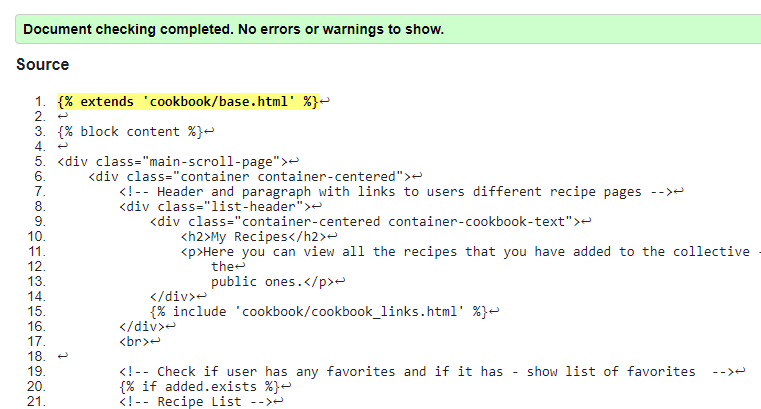 Document checking completed. No errors or warnings to show.
Source
1. {% extends 'cookbook/base.html' %}↩
2. ↩
3. {% block content %}↩
4. ↩
5. <div class="main-scroll-page">↩
6. <div class="container container-centered">↩
7. <!-- Header and paragraph with links to users different recipe pages -->↩
8. <div class="list-header">↩
9. <div class="container-centered container-cookbook-text">↩
10. <h2>My Recipes</h2>↩
11. <p>Here you can view all the recipes that you have added to the collective -
12. the↩
13. public ones.</p>↩
14. </div>↩
15. {% include 'cookbook/cookbook_links.html' %}↩
16. </div>↩
17. <br>↩
18. ↩
19. <!-- Check if user has any favorites and if it has - show list of favorites  -->↩
20. {% if added.exists %}↩
21. <!-- Recipe List -->↩